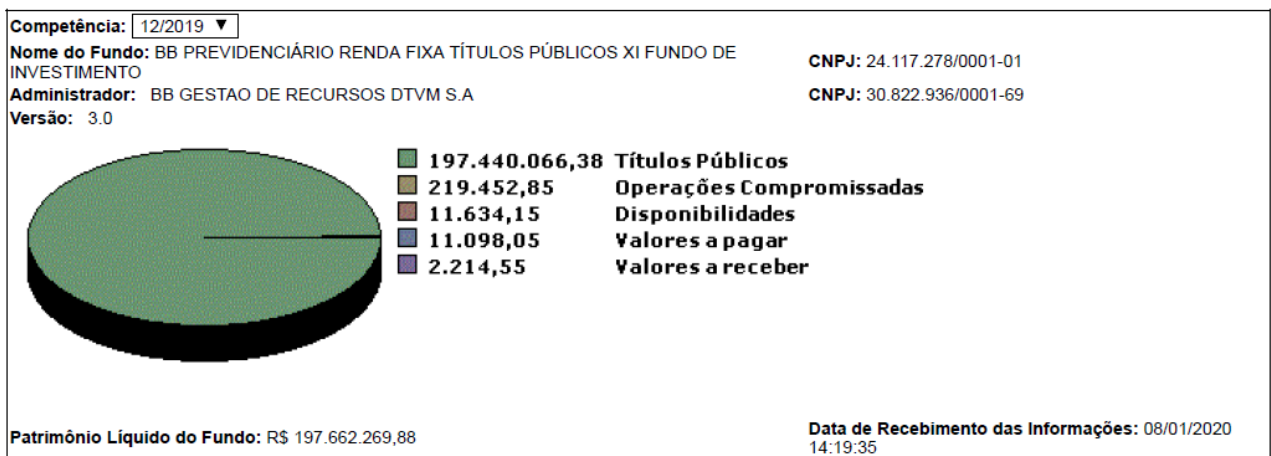 Competência: 12/2019 ▼
Nome do Fundo: BB PREVIDENCIÁRIO RENDA FIXA TÍTULOS PÚBLICOS XI FUNDO DE
INVESTIMENTO
CNPJ: 24.117.278/0001-01
Administrador: BB GESTAO DE RECURSOS DTVM S.A
CNPJ: 30.822.936/0001-69
Versão: 3.0
197.440.066,38 Títulos Públicos
219.452,85 Operações Compromissadas
11.634,15 Disponibilidades
11.098,05 Valores a pagar
2.214,55 Valores a receber
Patrimônio Líquido do Fundo: R$ 197.662.269,88
Data de Recebimento das Informações: 08/01/2020
14:19:35